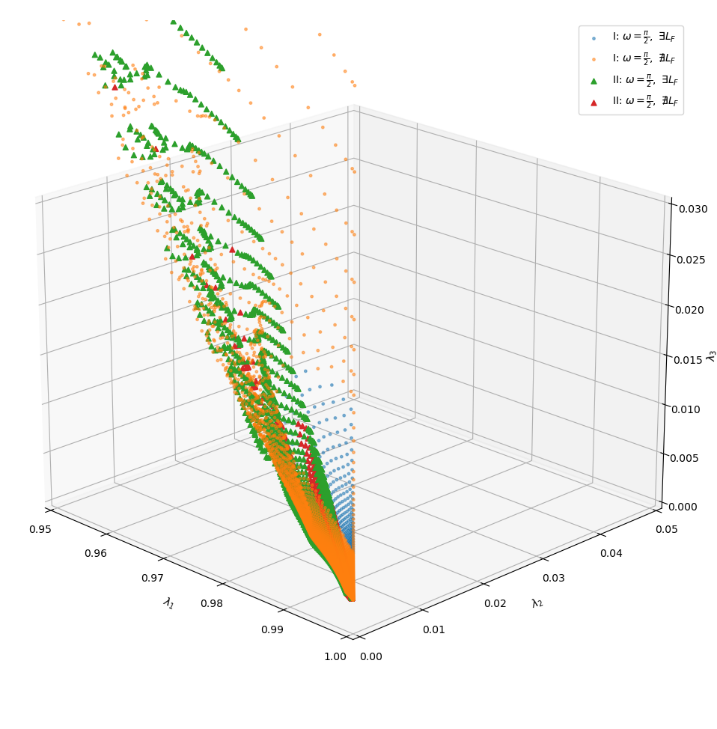 I: ω = π/2, ∃L_F
I: ω = π/2, ∄L_F
II: ω = π/2, ∃L_F
II: ω = π/2, ∄L_F
0.030
0.025
0.020
0.015
λ₃
0.010
0.005
0.000
0.95
0.96
0.97
0.98
0.99
1.00
λ₁
0.00
0.01
0.02
0.03
0.04
0.05
λ₂